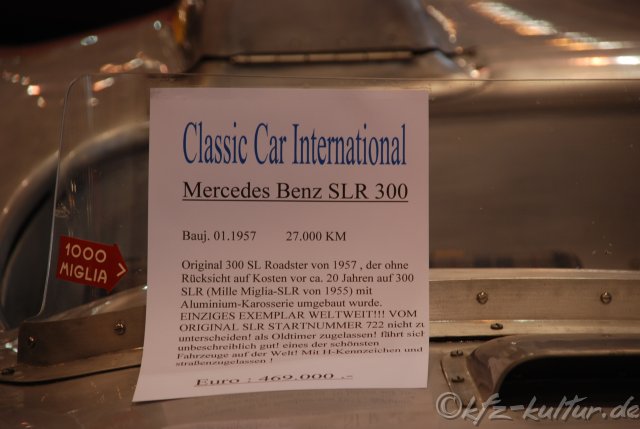 Classic Car International
Mercedes Benz SLR 300
Bauj. 01.1957 27.000 KM
Original 300 SL Roadster von 1957 , der ohne
Rücksicht auf Kosten vor ca. 20 Jahren auf 300
SLR (Mille Miglia-SLR von 1955) mit
Aluminium-Karosserie umgebaut wurde.
EINZIGES EXEMPLAR WELTWEIT!!! VOM
ORIGINAL SLR STARTNUMMER 722 nicht zu
unterscheiden! als Oldtimer zugelassen! fährt sich
unbeschreiblich gut! eines der schönsten
Fahrzeuge auf der Welt! Mit H-Kennzeichen und
straßenzugelassen !
Euro : 469.000 .-
1000
MIGLIA
©kfz-kultur.de